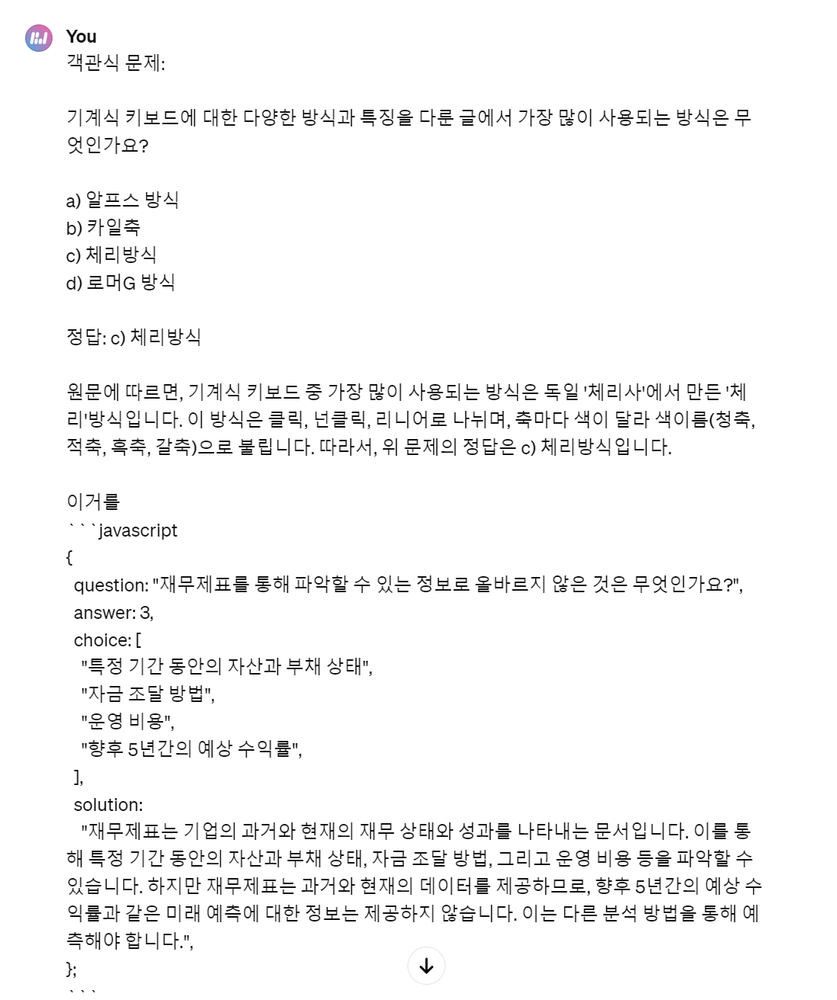 You
객관식 문제:
기계식 키보드에 대한 다양한 방식과 특징을 다룬 글에서 가장 많이 사용되는 방식은 무
엇인가요?
a) 알프스 방식
b) 카일축
c) 체리방식
d) 로머G 방식
정답: c) 체리방식
원문에 따르면, 기계식 키보드 중 가장 많이 사용되는 방식은 독일 '체리사'에서 만든 '체
리'방식입니다. 이 방식은 클릭, 넌클릭, 리니어로 나뉘며, 축마다 색이 달라 색이름(청축,
적축, 흑축, 갈축)으로 불립니다. 따라서, 위 문제의 정답은 c) 체리방식입니다.
이거를
```javascript
{
question: "재무제표를 통해 파악할 수 있는 정보로 올바르지 않은 것은 무엇인가요?",
answer: 3,
choice: [
"특정 기간 동안의 자산과 부채 상태",
"자금 조달 방법",
"운영 비용",
"향후 5년간의 예상 수익률",
],
solution:
"재무제표는 기업의 과거와 현재의 재무 상태와 성과를 나타내는 문서입니다. 이를 통
해 특정 기간 동안의 자산과 부채 상태, 자금 조달 방법, 그리고 운영 비용 등을 파악할 수
있습니다. 하지만 재무제표는 과거와 현재의 데이터를 제공하므로, 향후 5년간의 예상 수
익률과 같은 미래 예측에 대한 정보는 제공하지 않습니다. 이는 다른 분석 방법을 통해 예
측해야 합니다.",
};
```